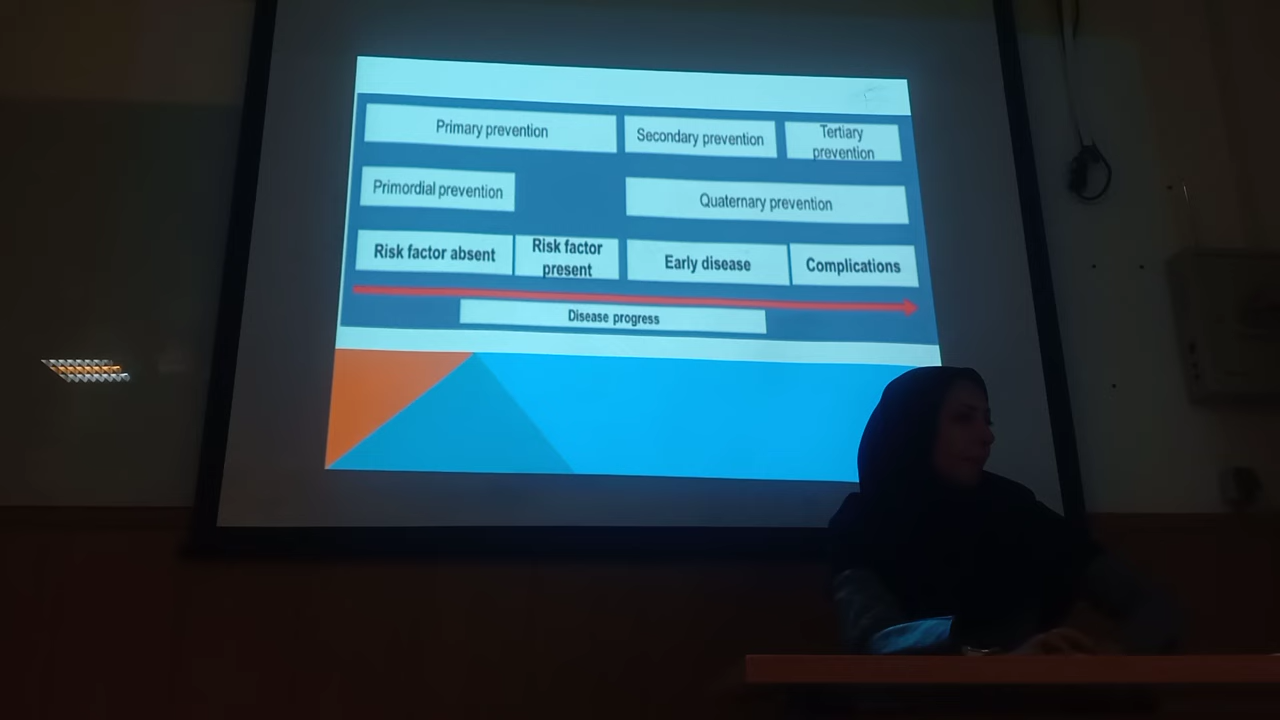 Primary prevention
Secondary prevention
Tertiary
prevention
Primordial prevention
Quaternary prevention
Risk factor absent
Risk factor
present
Early disease
Complications
Disease progress